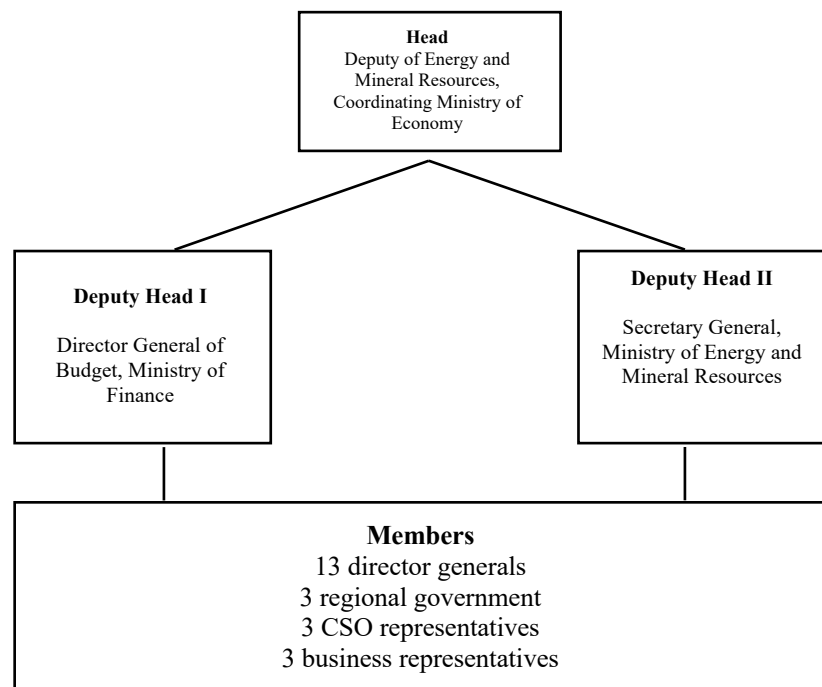 Head
Deputy of Energy and
Mineral Resources,
Coordinating Ministry of
Economy
Deputy Head I
Director General of
Budget, Ministry of
Finance
Deputy Head II
Secretary General,
Ministry of Energy and
Mineral Resources
Members
13 director generals
3 regional government
3 CSO representatives
3 business representatives